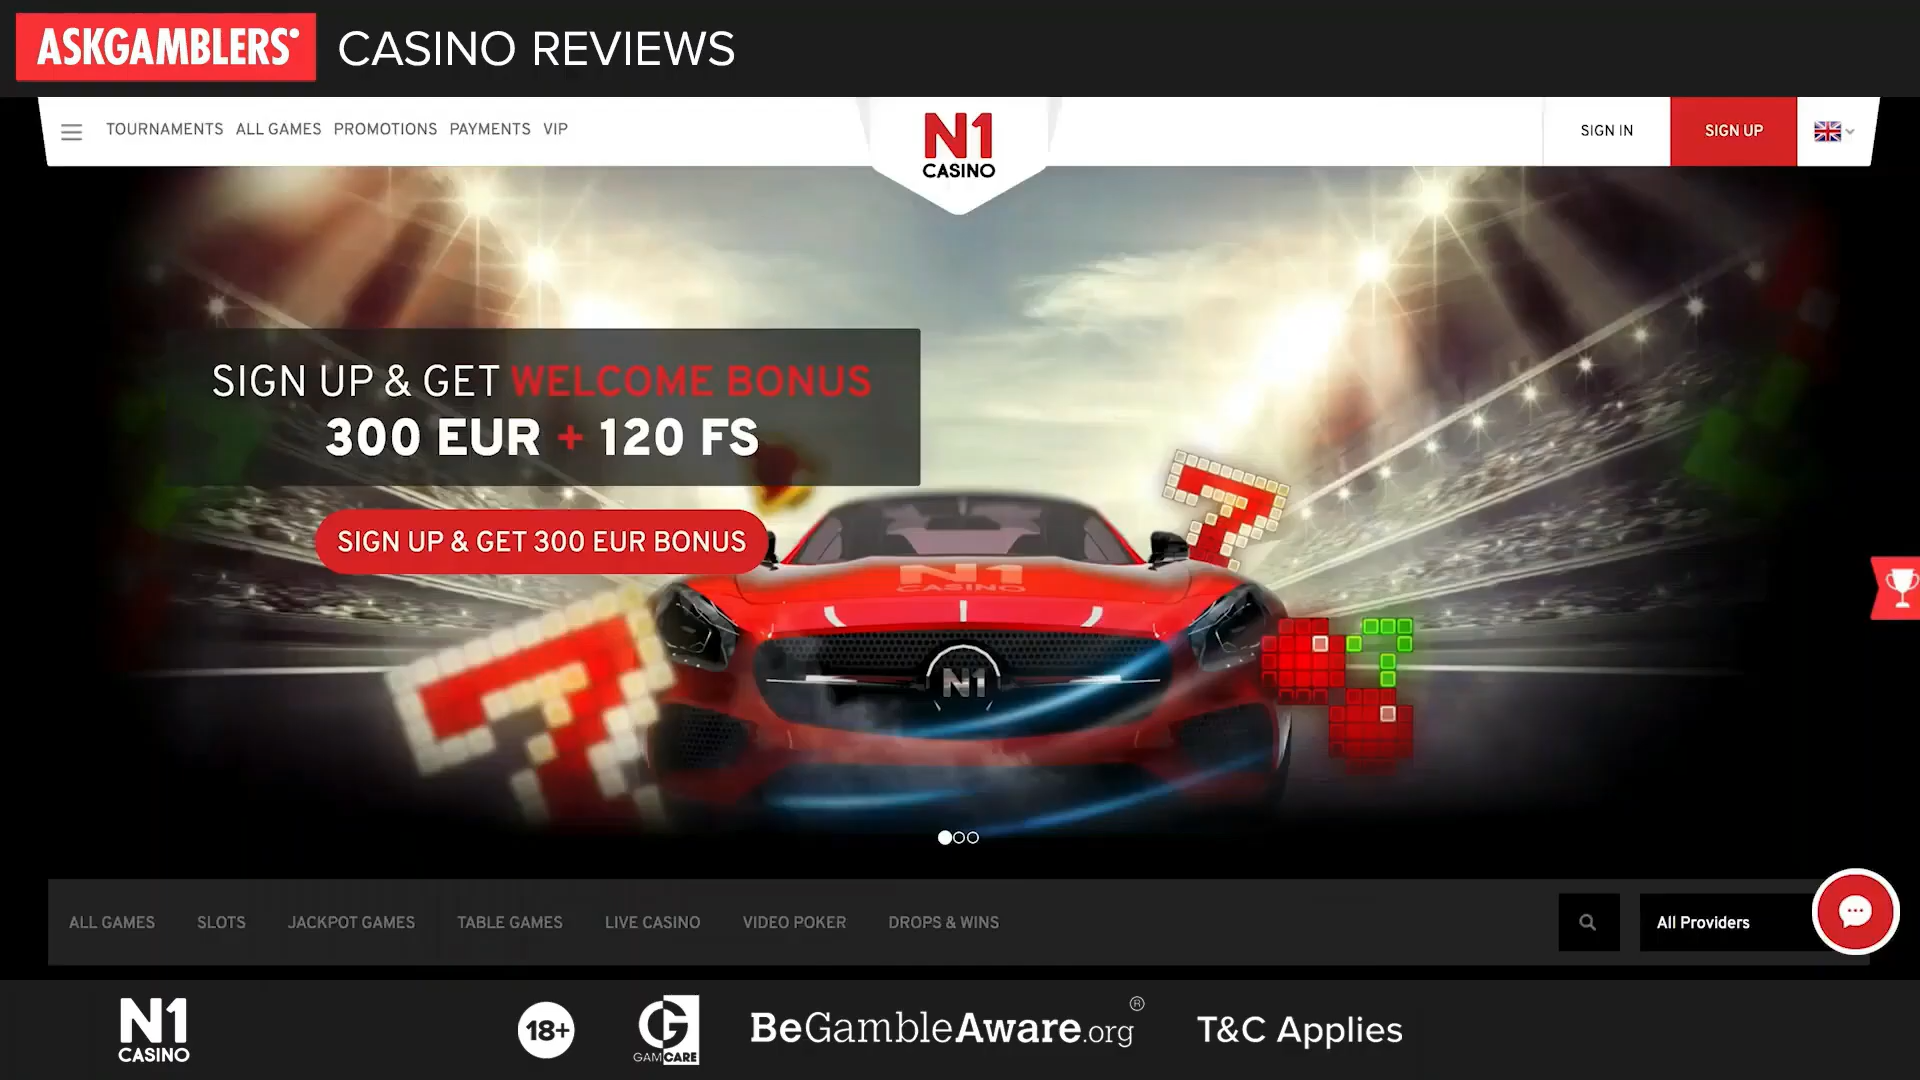 ASKGAMBLERS CASINO REVIEWS
TOURNAMENTS ALL GAMES PROMOTIONS PAYMENTS VIP
N1
CASINO
SIGN IN
SIGN UP
SIGN UP & GET WELCOME BONUS
300 EUR + 120 FS
SIGN UP & GET 300 EUR BONUS
N1
CASINO
N1
ALL GAMES SLOTS JACKPOT GAMES TABLE GAMES LIVE CASINO VIDEO POKER DROPS & WINS
All Providers
N1
CASINO
18+
G
GAMCARE
BeGambleAware.org ®
T&C Applies